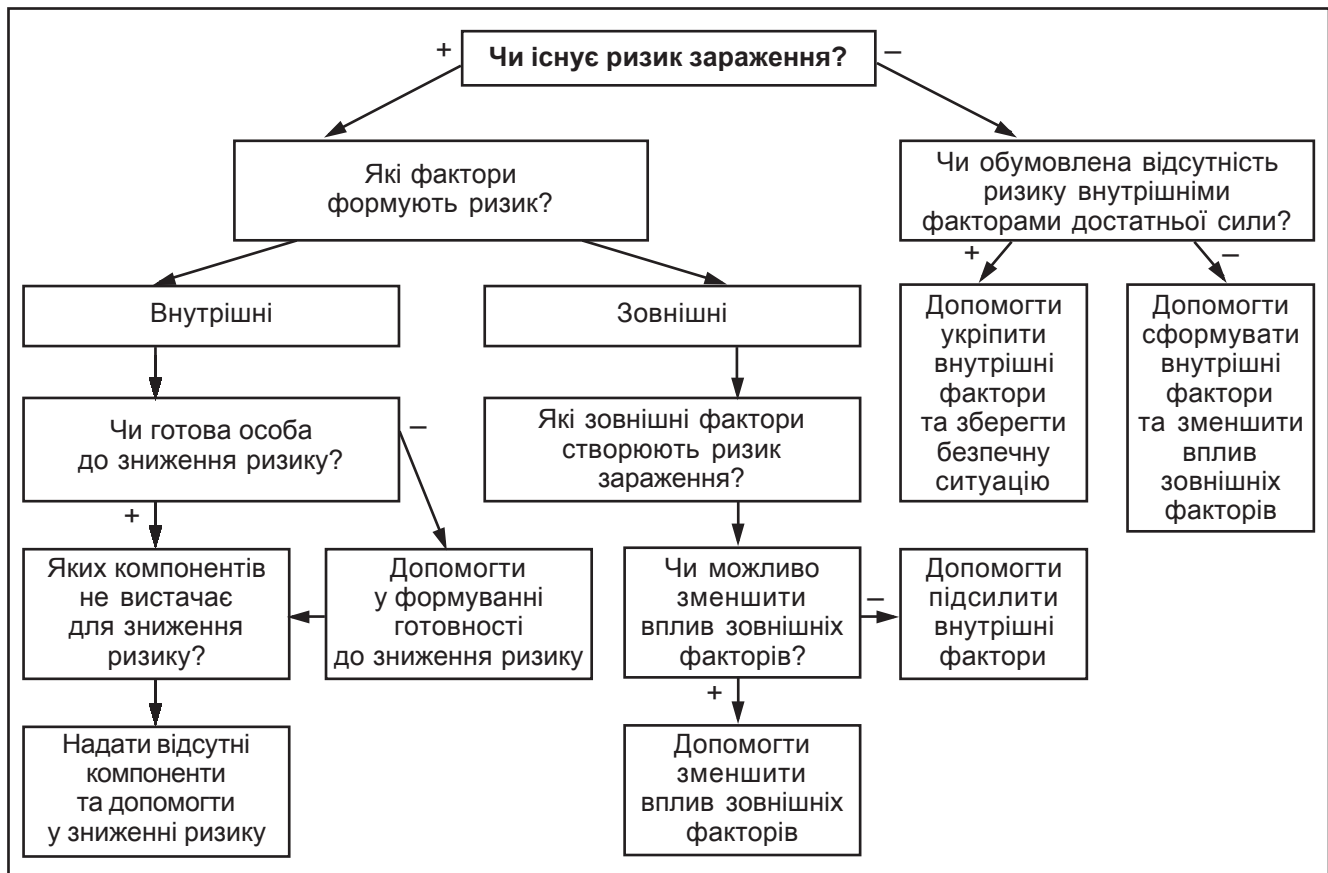 +
Чи існує ризик зараження?
–
Які фактори
формують ризик?
Чи обумовлена відсутність
ризику внутрішніми
факторами достатньої сили?
+
–
Внутрішні
Зовнішні
Допомогти
укріпити
внутрішні
фактори
та зберегти
безпечну
ситуацію
Допомогти
сформувати
внутрішні
фактори
та зменшити
вплив
зовнішніх
факторів
Чи готова особа
до зниження ризику?
–
Які зовнішні фактори
створюють ризик
зараження?
+
Яких компонентів
не вистачає
для зниження
ризику?
Допомогти
у формуванні
готовності
до зниження ризику
Чи можливо
зменшити
вплив зовнішніх
факторів?
–
Допомогти
підсилити
внутрішні
фактори
+
Надати відсутні
компоненти
та допомогти
у зниженні ризику
Допомогти
зменшити
вплив зовнішніх
факторів